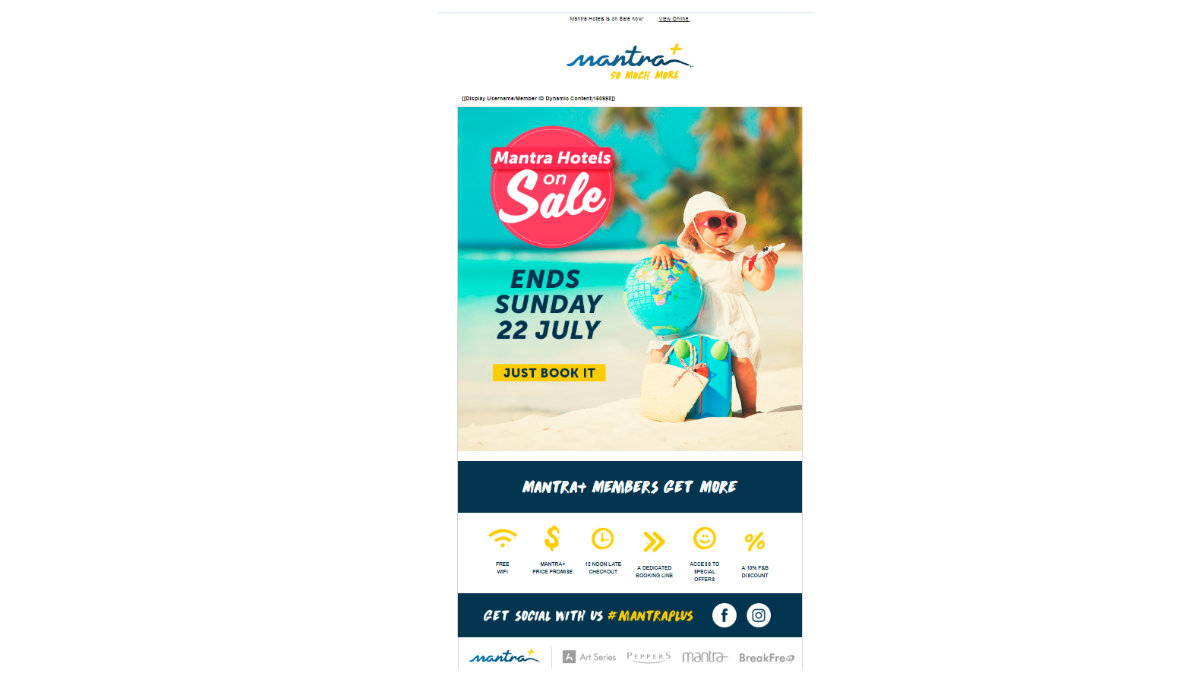 Mantra Hotels is on Sale now!
View Online.
mantra+
SO MUCH MORE
[[Display Username/Member ID Dynamic Content(160998)]]
Mantra Hotels
on
Sale
ENDS
SUNDAY
22 JULY
JUST BOOK IT
MANTRA+ MEMBERS GET MORE
FREE
WIFI
MANTRA+
PRICE PROMISE
12 NOON LATE
CHECKOUT
A DEDICATED
BOOKING LINE
ACCESS TO
SPECIAL
OFFERS
A 10% F&B
DISCOUNT
GET SOCIAL WITH US #MANTRAPLUS
mantra+
Art Series
PEPPERS
mantra
BreakFree